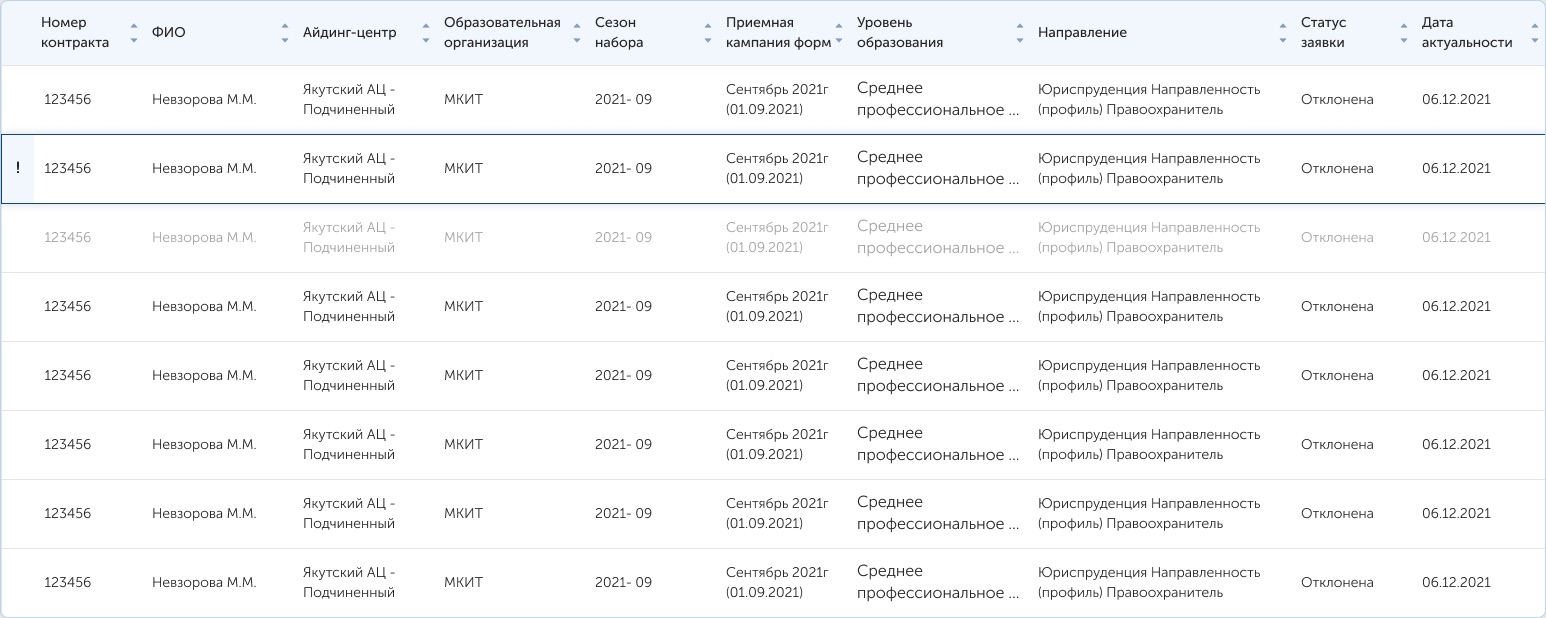 Номер контракта ФИО Айдинг-центр Образовательная организация Сезон набора Приемная кампания форм Уровень образования Направление Статус заявки Дата актуальности
123456 Невзорова М.М. Якутский АЦ - Подчиненный МКИТ 2021- 09 Сентябрь 2021г (01.09.2021) Среднее профессиональное ... Юриспруденция Направленность (профиль) Правоохранитель Отклонена 06.12.2021
! 123456 Невзорова М.М. Якутский АЦ - Подчиненный МКИТ 2021- 09 Сентябрь 2021г (01.09.2021) Среднее профессиональное ... Юриспруденция Направленность (профиль) Правоохранитель Отклонена 06.12.2021
123456 Невзорова М.М. Якутский АЦ - Подчиненный МКИТ 2021- 09 Сентябрь 2021г (01.09.2021) Среднее профессиональное ... Юриспруденция Направленность (профиль) Правоохранитель Отклонена 06.12.2021
123456 Невзорова М.М. Якутский АЦ - Подчиненный МКИТ 2021- 09 Сентябрь 2021г (01.09.2021) Среднее профессиональное ... Юриспруденция Направленность (профиль) Правоохранитель Отклонена 06.12.2021
123456 Невзорова М.М. Якутский АЦ - Подчиненный МКИТ 2021- 09 Сентябрь 2021г (01.09.2021) Среднее профессиональное ... Юриспруденция Направленность (профиль) Правоохранитель Отклонена 06.12.2021
123456 Невзорова М.М. Якутский АЦ - Подчиненный МКИТ 2021- 09 Сентябрь 2021г (01.09.2021) Среднее профессиональное ... Юриспруденция Направленность (профиль) Правоохранитель Отклонена 06.12.2021
123456 Невзорова М.М. Якутский АЦ - Подчиненный МКИТ 2021- 09 Сентябрь 2021г (01.09.2021) Среднее профессиональное ... Юриспруденция Направленность (профиль) Правоохранитель Отклонена 06.12.2021
123456 Невзорова М.М. Якутский АЦ - Подчиненный МКИТ 2021- 09 Сентябрь 2021г (01.09.2021) Среднее профессиональное ... Юриспруденция Направленность (профиль) Правоохранитель Отклонена 06.12.2021